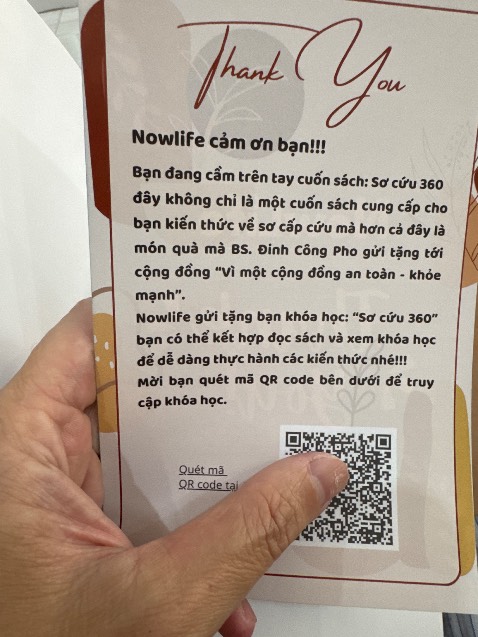 Thank You
Nowlife cảm ơn bạn!!!
Bạn đang cầm trên tay cuốn sách: Sơ cứu 360
đây không chỉ là một cuốn sách cung cấp cho
bạn kiến thức về sơ cấp cứu mà hơn cả đây là
món quà mà BS. Đinh Công Pho gửi tặng tới
cộng đồng "Vì một cộng đồng an toàn - khỏe
mạnh".
Nowlife gửi tặng bạn khóa học: "Sơ cứu 360"
bạn có thể kết hợp đọc sách và xem khóa học
để dễ dàng thực hành các kiến thức nhé!!!
Mời bạn quét mã QR code bên dưới để truy
cập khóa học.
Quét mã
QR code tại